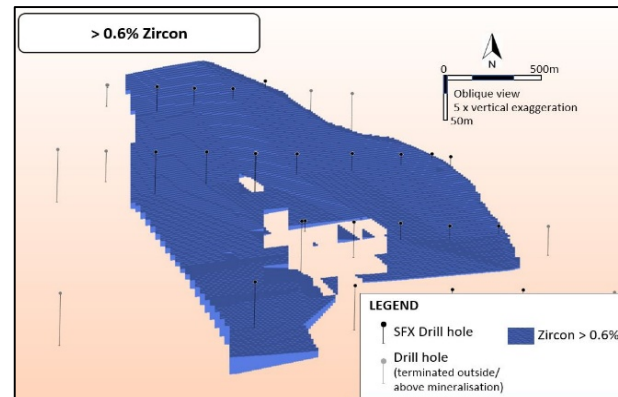 > 0.6% Zircon
N
0 500m
Oblique view
5 x vertical exaggeration
50m
LEGEND
SFX Drill hole
Zircon > 0.6%
Drill hole
(terminated outside/
above mineralisation)